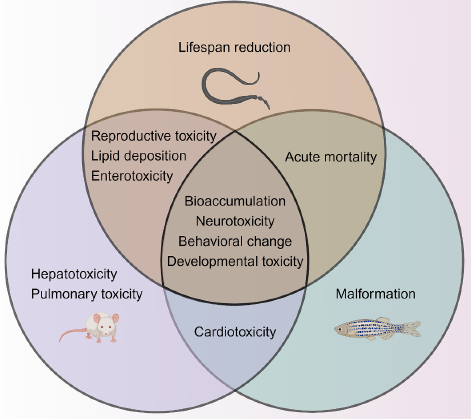 Lifespan reduction
Reproductive toxicity
Lipid deposition
Enterotoxicity
Acute mortality
Bioaccumulation
Neurotoxicity
Behavioral change
Developmental toxicity
Hepatotoxicity
Pulmonary toxicity
Malformation
Cardiotoxicity